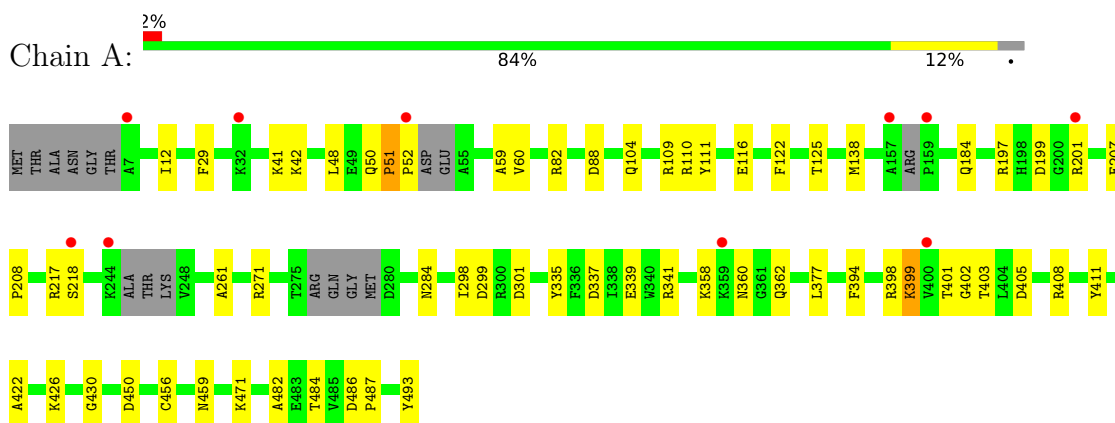 2%
Chain A:
84% 12% •
MET THR ALA ASN GLY THR A7 I12 F29 K32 K41 K42 L48 E49 Q50 P51 P52 ASP GLU A55 A59 V60 R82 D88 Q104 R109 R110 Y111 E116 F122 T125 M138 A157 ARG P159 Q184 R197 H198 D199 G200 R201
P208 R217 S218 K244 ALA THR LYS V248 A261 R271 T275 ARG GLN GLY MET D280 N284 I298 D299 R300 D301 Y335 F336 D337 I338 E339 W340 R341 K358 K359 N360 G361 Q362 L377 F394 R398 K399 V400 T401 G402 T403 L404 D405 R408 Y411
A422 K426 G430 D450 C456 N459 K471 A482 E483 T484 V485 D486 P487 Y493